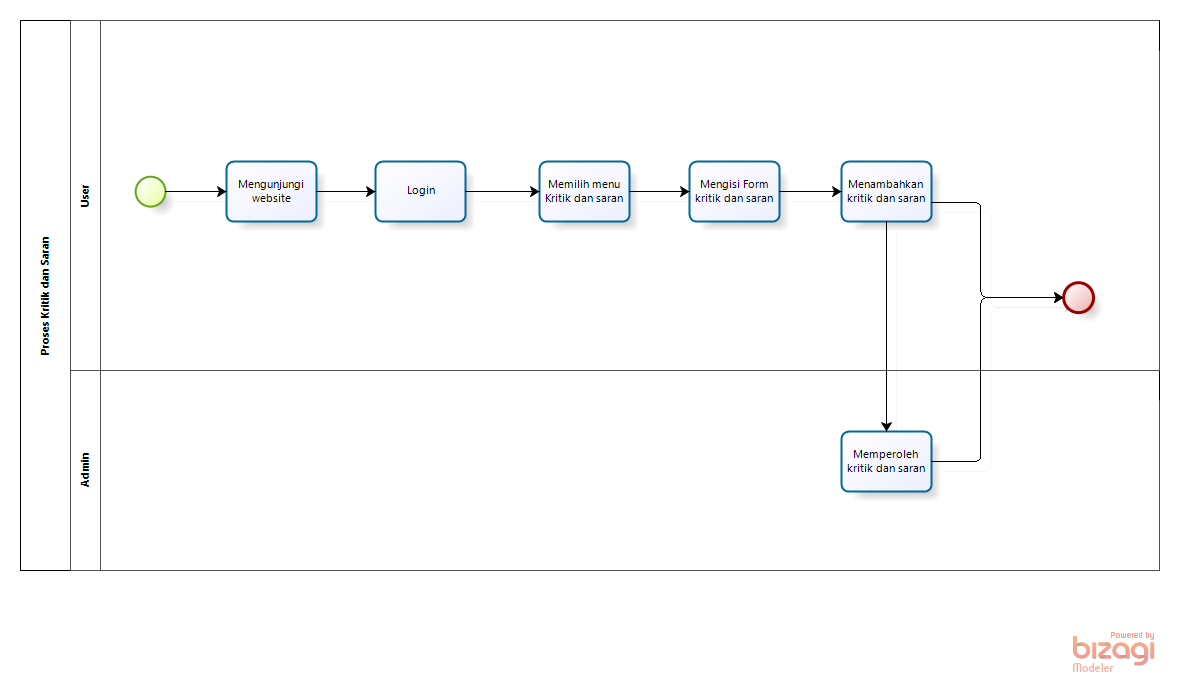 Proses Kritik dan Saran
User
Mengunjungi
website
Login
Memilih menu
Kritik dan saran
Mengisi Form
kritik dan saran
Menambahkan
kritik dan saran
Admin
Memperoleh
kritik dan saran
Powered by
bizagi
Modeler